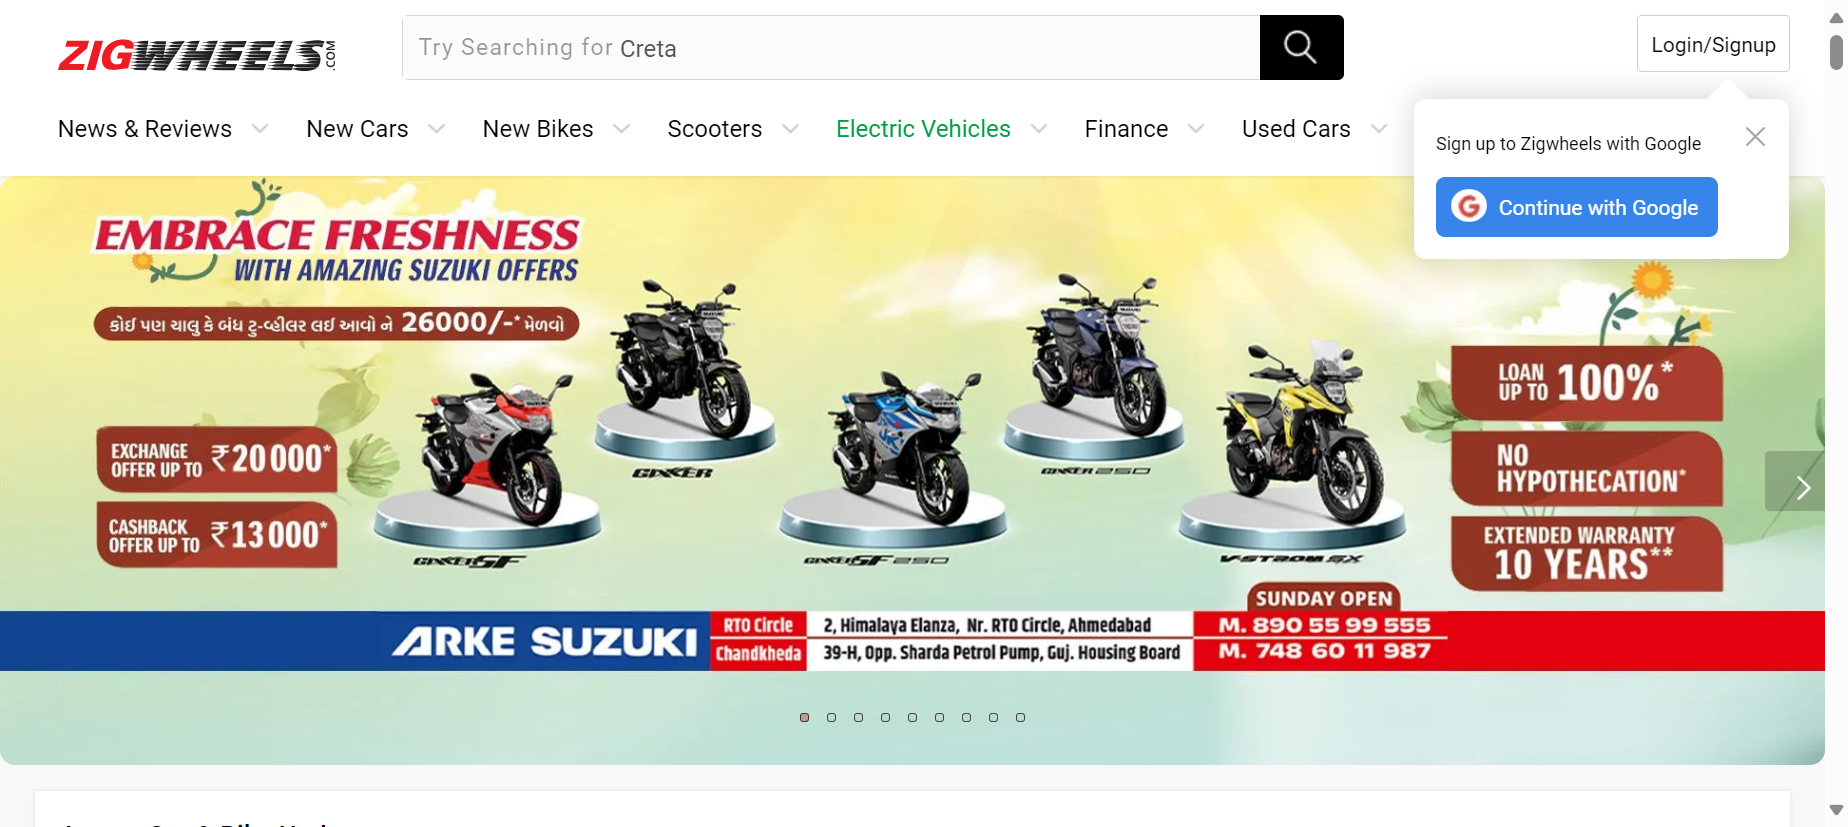 ZIGWHEELS.COM
Try Searching for Creta
Login/Signup
News & Reviews
New Cars
New Bikes
Scooters
Electric Vehicles
Finance
Used Cars
Sign up to Zigwheels with Google
Continue with Google
EMBRACE FRESHNESS
WITH AMAZING SUZUKI OFFERS
કોઈ પણ ચાલુ કે બંધ ટુ-વ્હીલર લઈ આવો ને 26000/-* મેળવો
EXCHANGE
OFFER UP TO ₹20000*
CASHBACK
OFFER UP TO ₹13000*
GIXXER
GIXXER 250
GIXXER SF
GIXXER SF 250
V-STROM SX
LOAN
UP TO 100%*
NO
HYPOTHECATION*
EXTENDED WARRANTY
10 YEARS**
SUNDAY OPEN
ARKE SUZUKI
RTO Circle
2, Himalaya Elanza, Nr. RTO Circle, Ahmedabad
M. 890 55 99 555
Chandkheda
39-H, Opp. Sharda Petrol Pump, Guj. Housing Board
M. 748 60 11 987